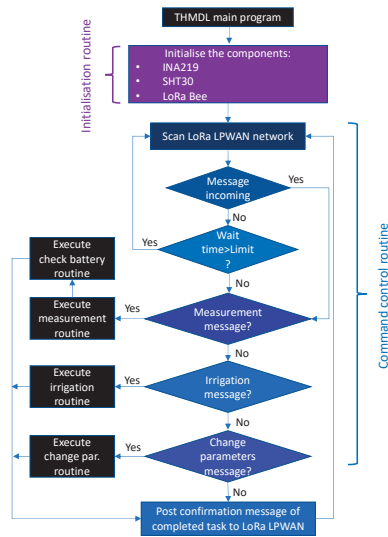 THMDL main program
Initialisation routine
Initialise the components:
• INA219
• SHT30
• LoRa Bee
Scan LoRa LPWAN network
Message
incoming
Yes
No
Wait
time>Limit
?
Yes
No
Execute
check battery
routine
Execute
measurement
routine
Yes
Measurement
message?
No
Execute
irrigation
routine
Yes
Irrigation
message?
No
Execute
change par.
routine
Yes
Change
parameters
message?
No
Post confirmation message of
completed task to LoRa LPWAN
Command control routine